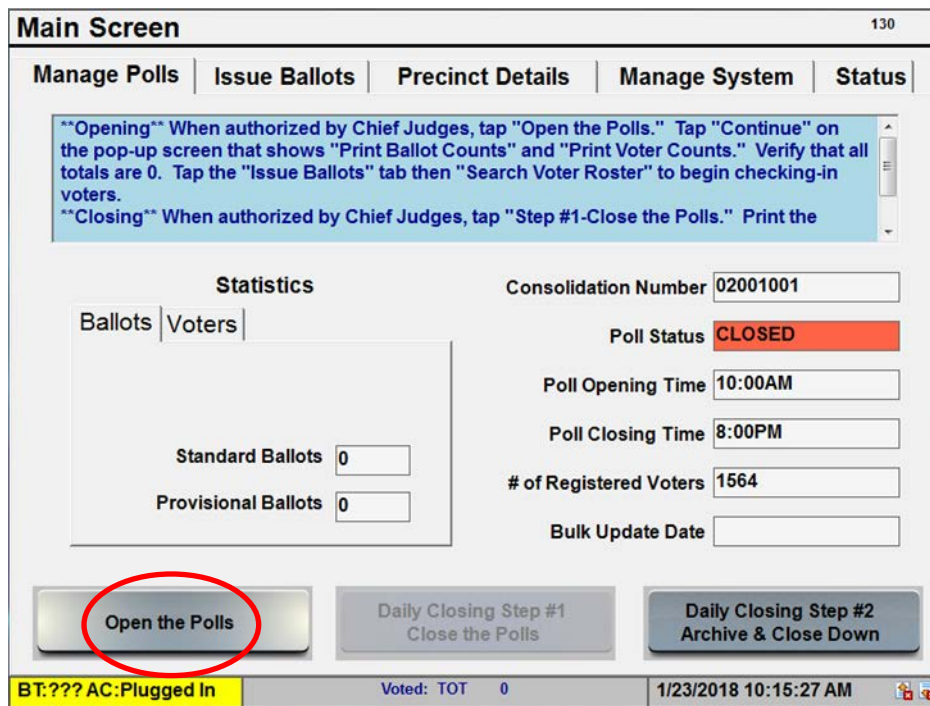 Main Screen
130
Manage Polls
Issue Ballots
Precinct Details
Manage System
Status
**Opening** When authorized by Chief Judges, tap "Open the Polls." Tap "Continue" on
the pop-up screen that shows "Print Ballot Counts" and "Print Voter Counts." Verify that all
totals are 0. Tap the "Issue Ballots" tab then "Search Voter Roster" to begin checking-in
voters.
**Closing** When authorized by Chief Judges, tap "Step #1-Close the Polls." Print the
Statistics
Ballots
Voters
Standard Ballots 0
Provisional Ballots 0
Consolidation Number 02001001
Poll Status CLOSED
Poll Opening Time 10:00AM
Poll Closing Time 8:00PM
# of Registered Voters 1564
Bulk Update Date
Open the Polls
Daily Closing Step #1
Close the Polls
Daily Closing Step #2
Archive & Close Down
BT:??? AC:Plugged In
Voted: TOT 0
1/23/2018 10:15:27 AM